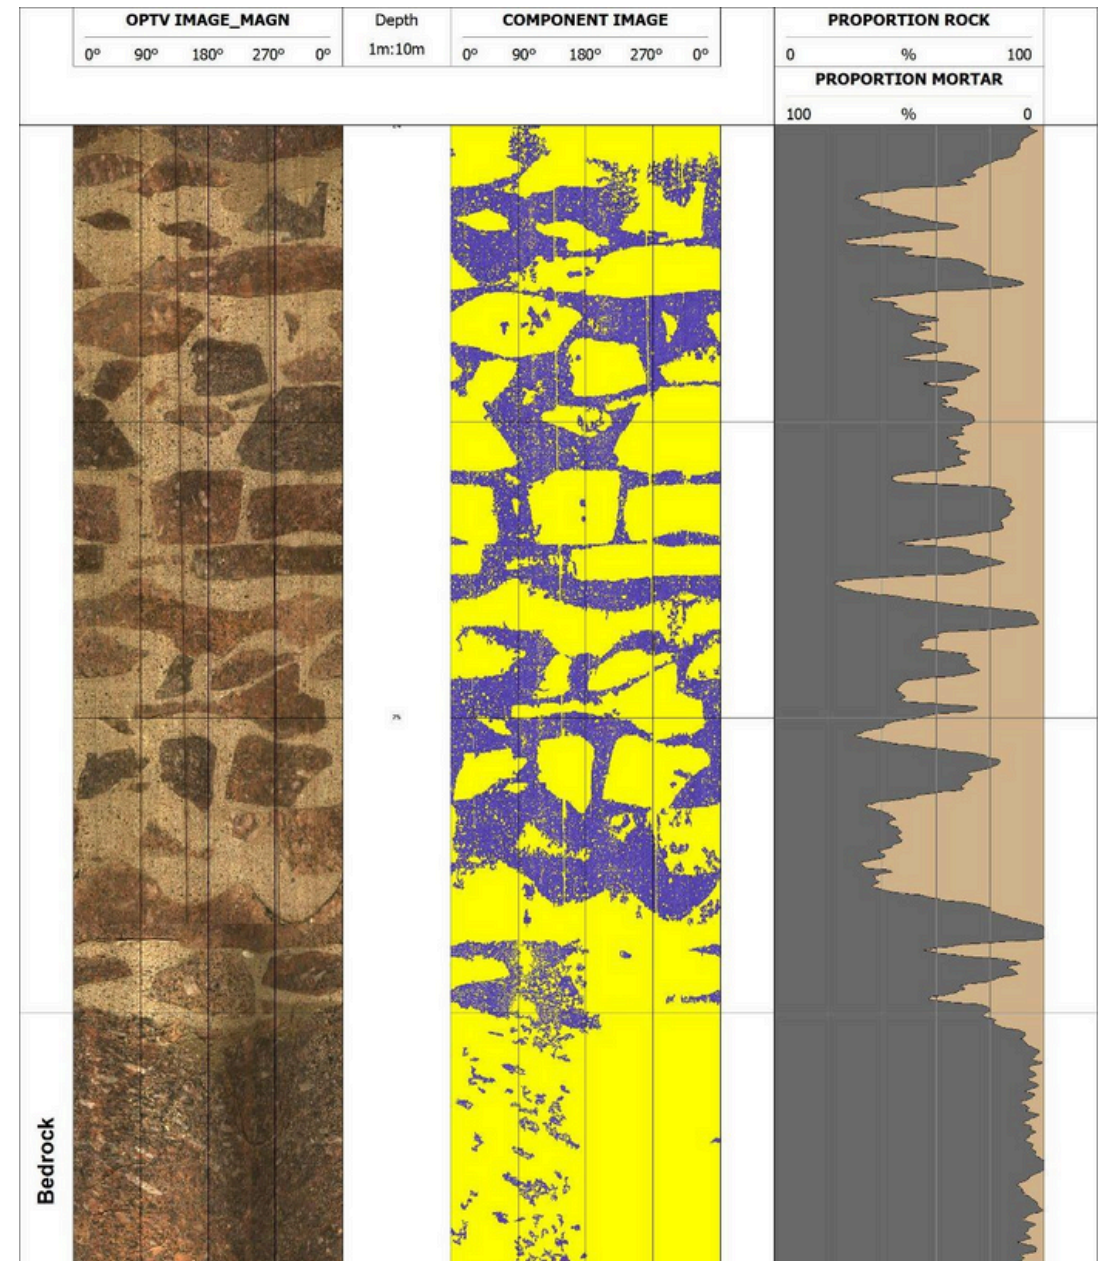 OPTV IMAGE_MAGN
Depth
COMPONENT IMAGE
PROPORTION ROCK
0° 90° 180° 270° 0°
1m:10m
0° 90° 180° 270° 0°
0 % 100
PROPORTION MORTAR
100 % 0
25
Bedrock